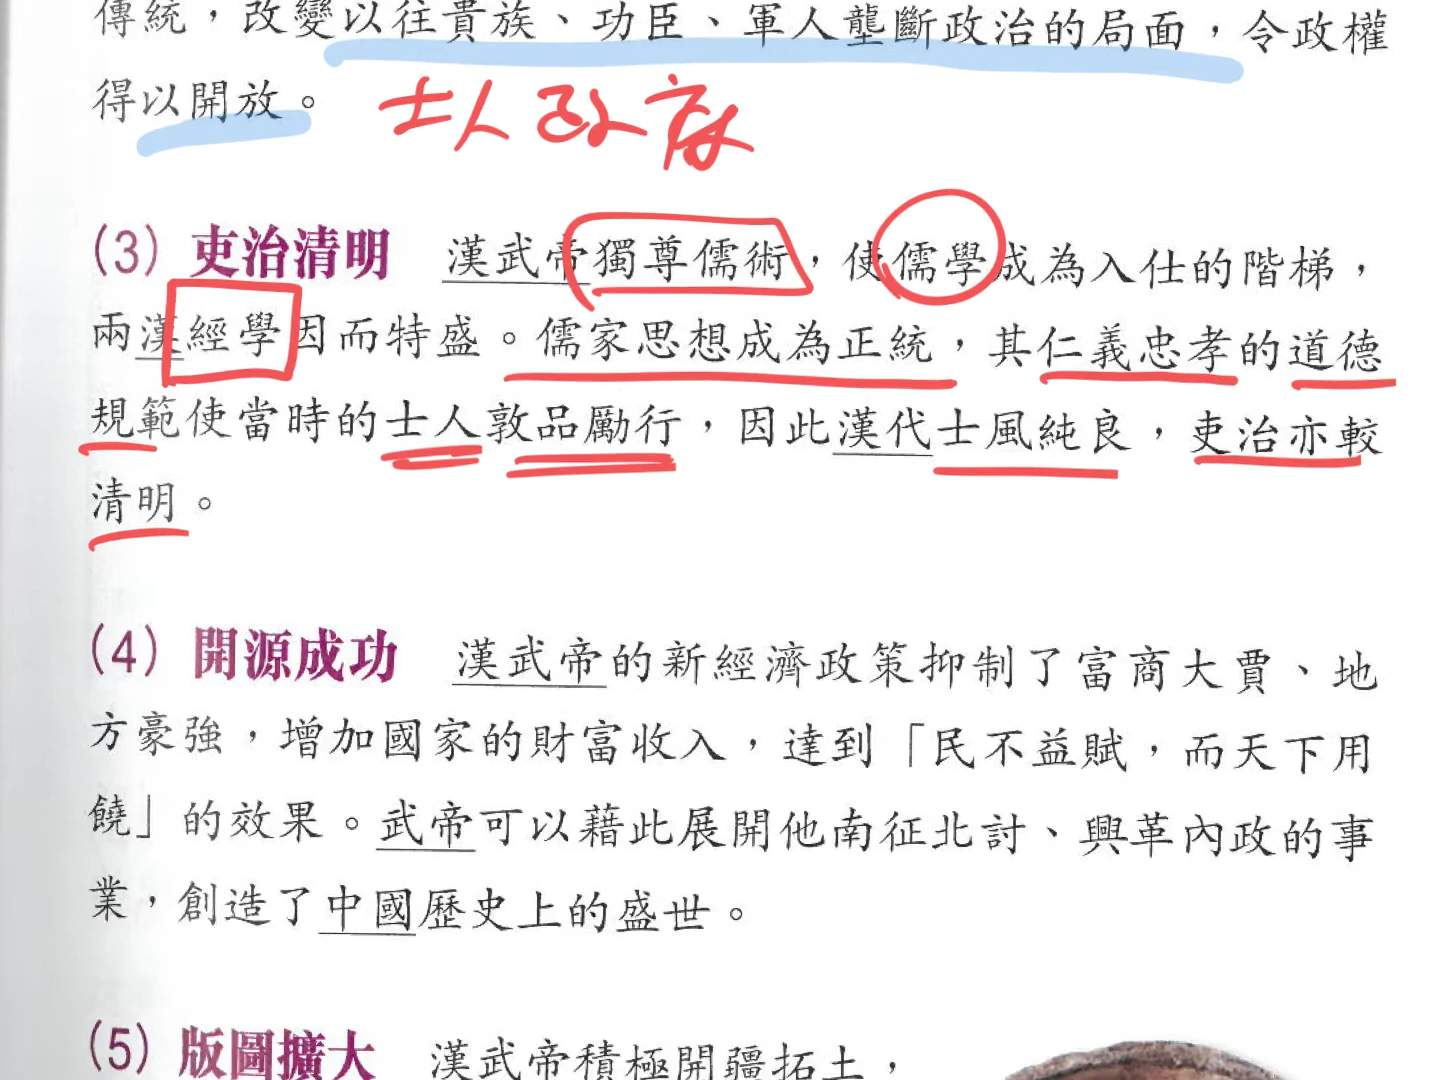 傳統，改變以往貴族、功臣、軍人壟斷政治的局面，令政權
得以開放。 士人政府
(3) 吏治清明 漢武帝獨尊儒術，使儒學成為入仕的階梯，
兩漢經學因而特盛。儒家思想成為正統，其仁義忠孝的道德
規範使當時的士人敦品勵行，因此漢代士風純良，吏治亦較
清明。
(4) 開源成功 漢武帝的新經濟政策抑制了富商大賈、地
方豪強，增加國家的財富收入，達到「民不益賦，而天下用
饒」的效果。武帝可以藉此展開他南征北討、興革內政的事
業，創造了中國歷史上的盛世。
(5) 版圖擴大 漢武帝積極開疆拓土，